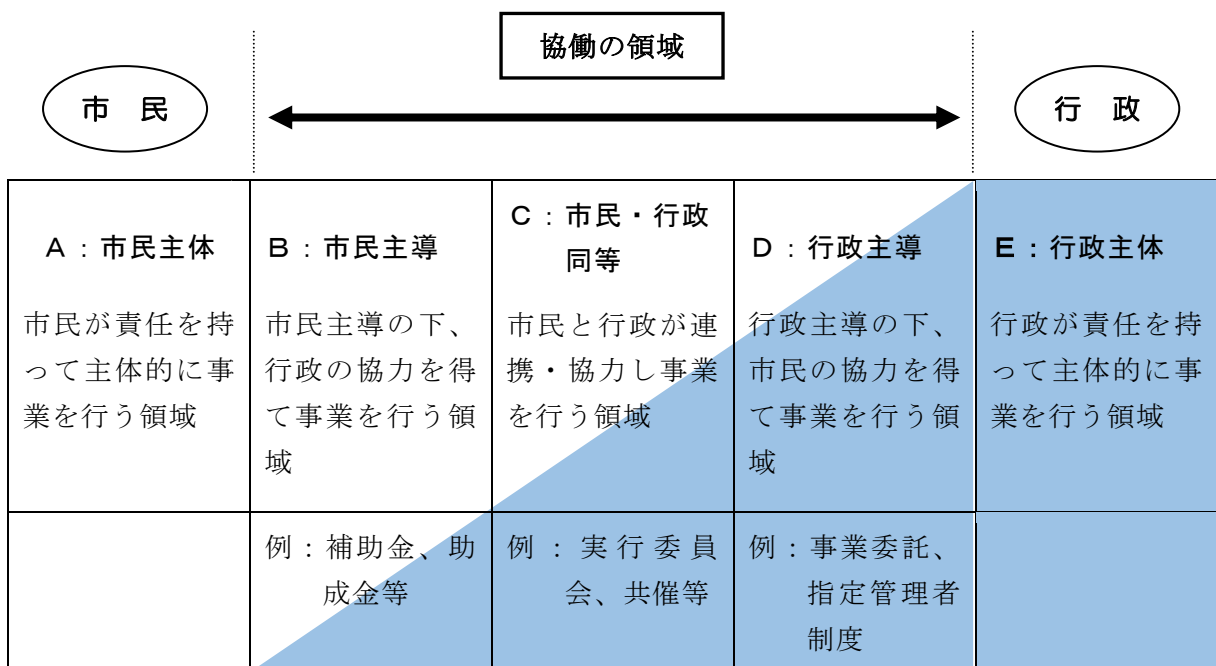 協働の領域
市 民
行 政
A:市民主体
市民が責任を持
って主体的に事
業を行う領域
B:市民主導
市民主導の下、
行政の協力を得
て事業を行う領
域
C:市民・行政
同等
市民と行政が連
携・協力し事業
を行う領域
D:行政主導
行政主導の下、
市民の協力を得
て事業を行う領
域
E:行政主体
行政が責任を持
って主体的に事
業を行う領域
例:補助金、助
成金等
例:実行委員
会、共催等
例:事業委託、
指定管理者
制度